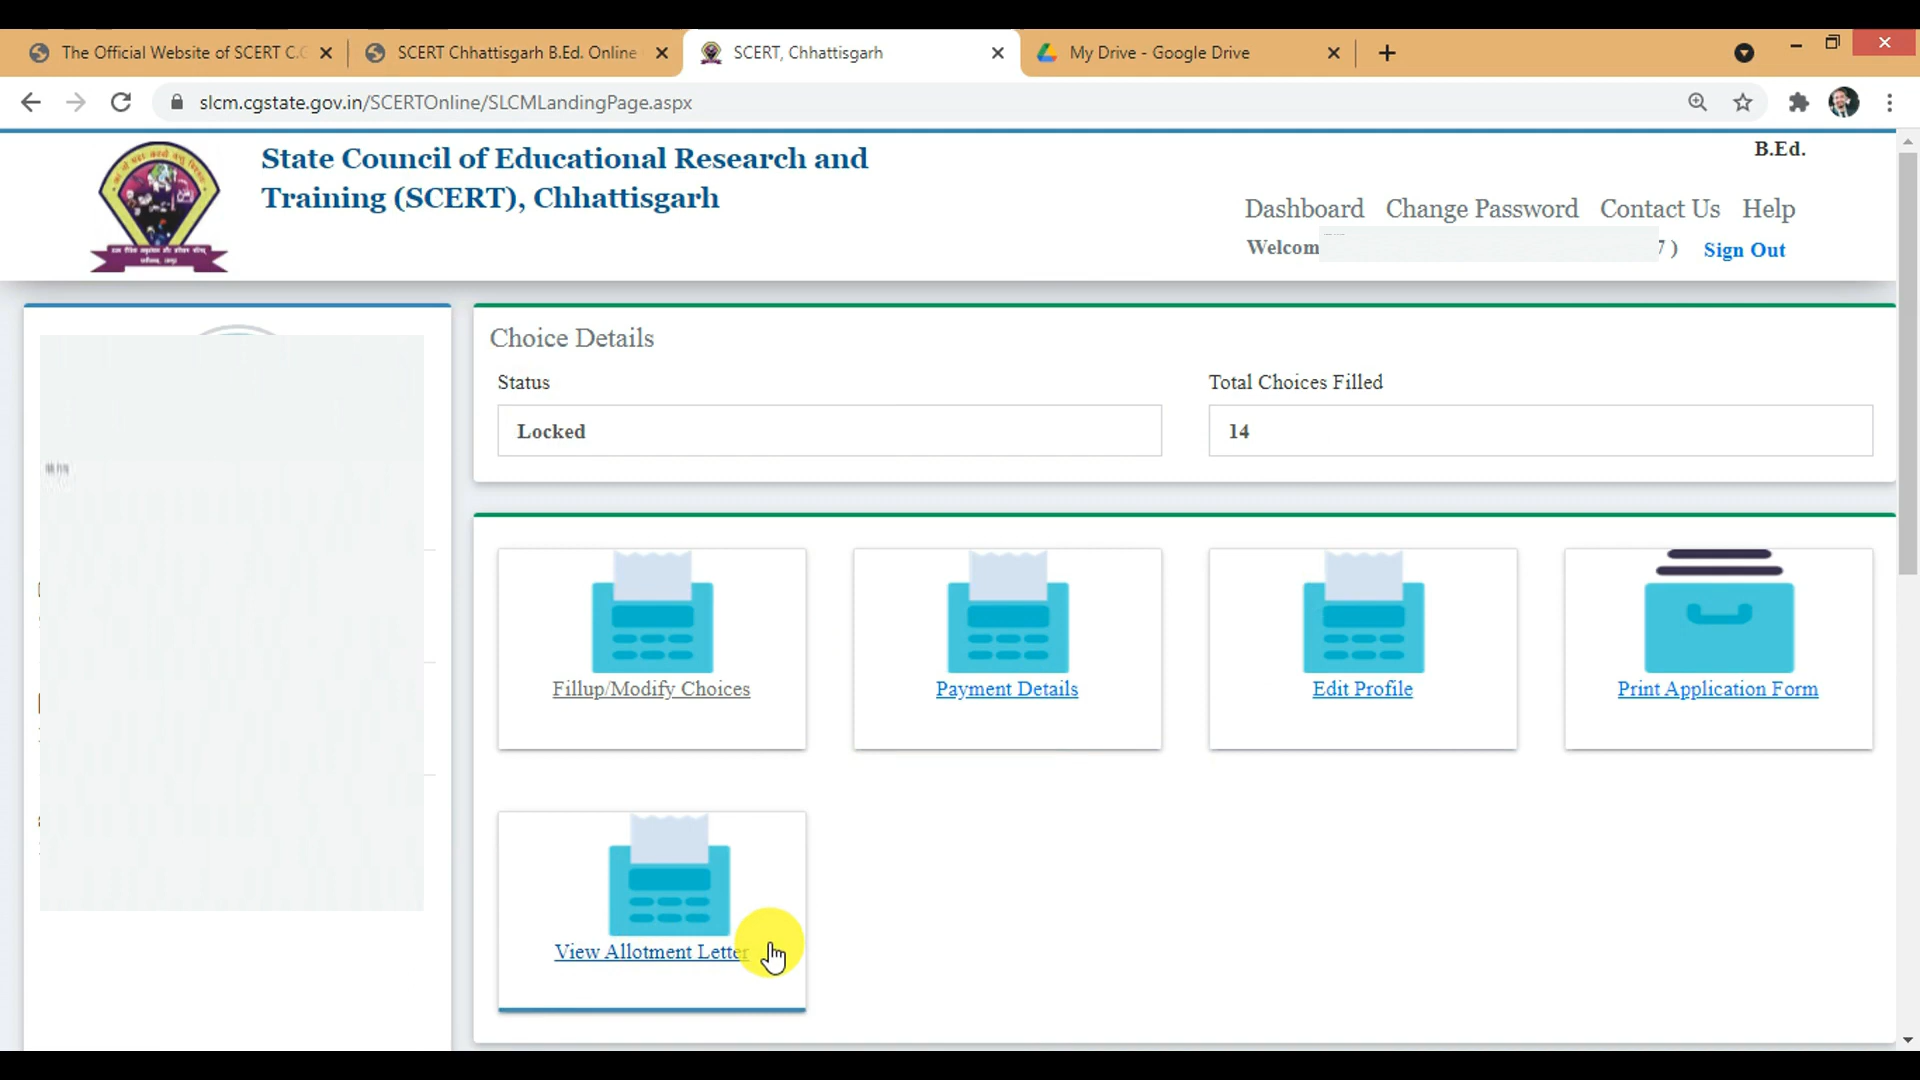 The Official Website of SCERT C.G
SCERT Chhattisgarh B.Ed. Online
SCERT, Chhattisgarh
My Drive - Google Drive
slcm.cgstate.gov.in/SCERTOnline/SLCMLandingPage.aspx
State Council of Educational Research and
Training (SCERT), Chhattisgarh
B.Ed.
Dashboard Change Password Contact Us Help
Welcom 7 ) Sign Out
Choice Details
Status
Total Choices Filled
Locked
14
Fillup/Modify Choices
Payment Details
Edit Profile
Print Application Form
View Allotment Letter